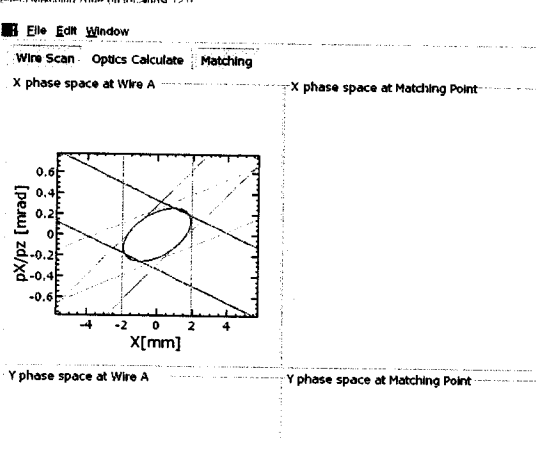 File Edit Window
Wire Scan Optics Calculate Matching
X phase space at Wire A
X phase space at Matching Point
0.6
0.4
0.2
0
-0.2
-0.4
-0.6
pX/pz [mrad]
-4 -2 0 2 4
X[mm]
Y phase space at Wire A
Y phase space at Matching Point